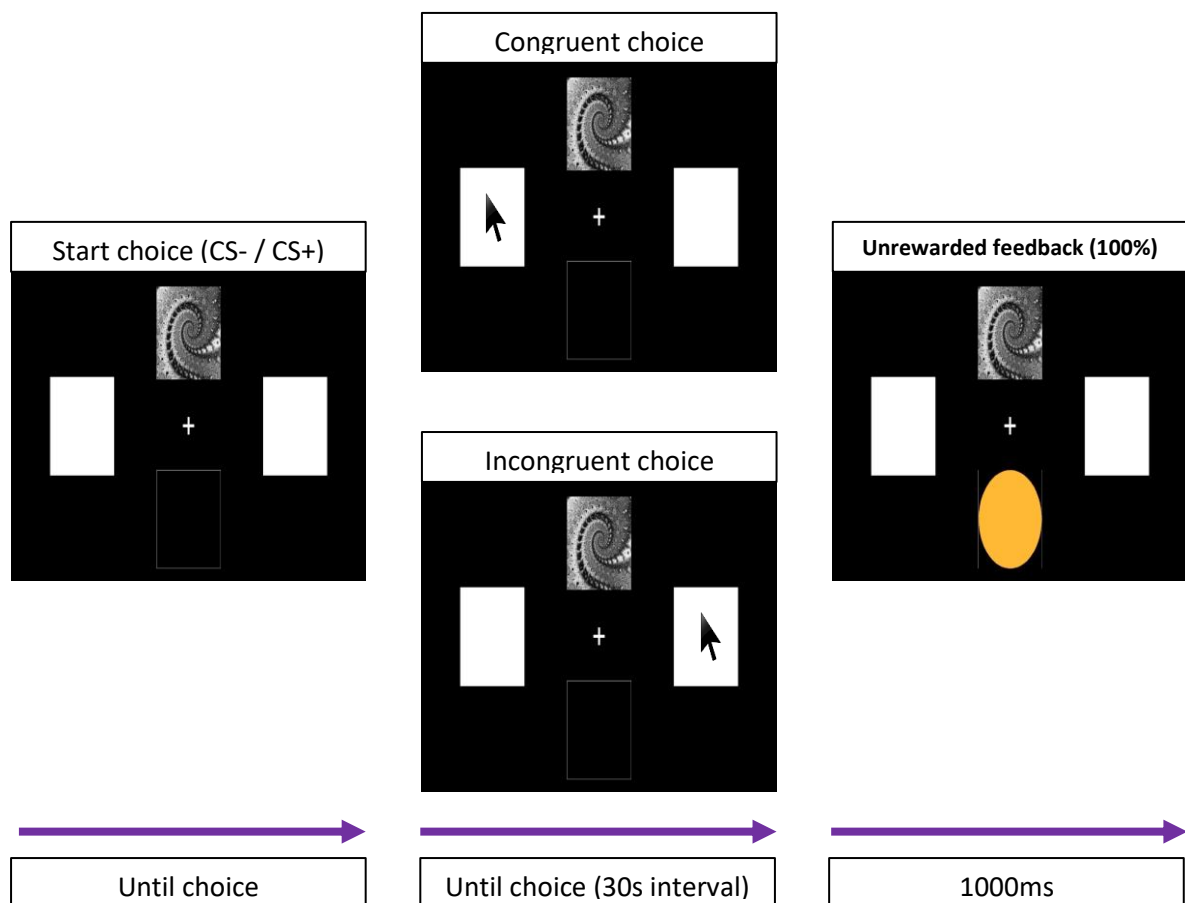 Start choice (CS- / CS+)
Congruent choice
Incongruent choice
Unrewarded feedback (100%)
Until choice
Until choice (30s interval)
1000ms